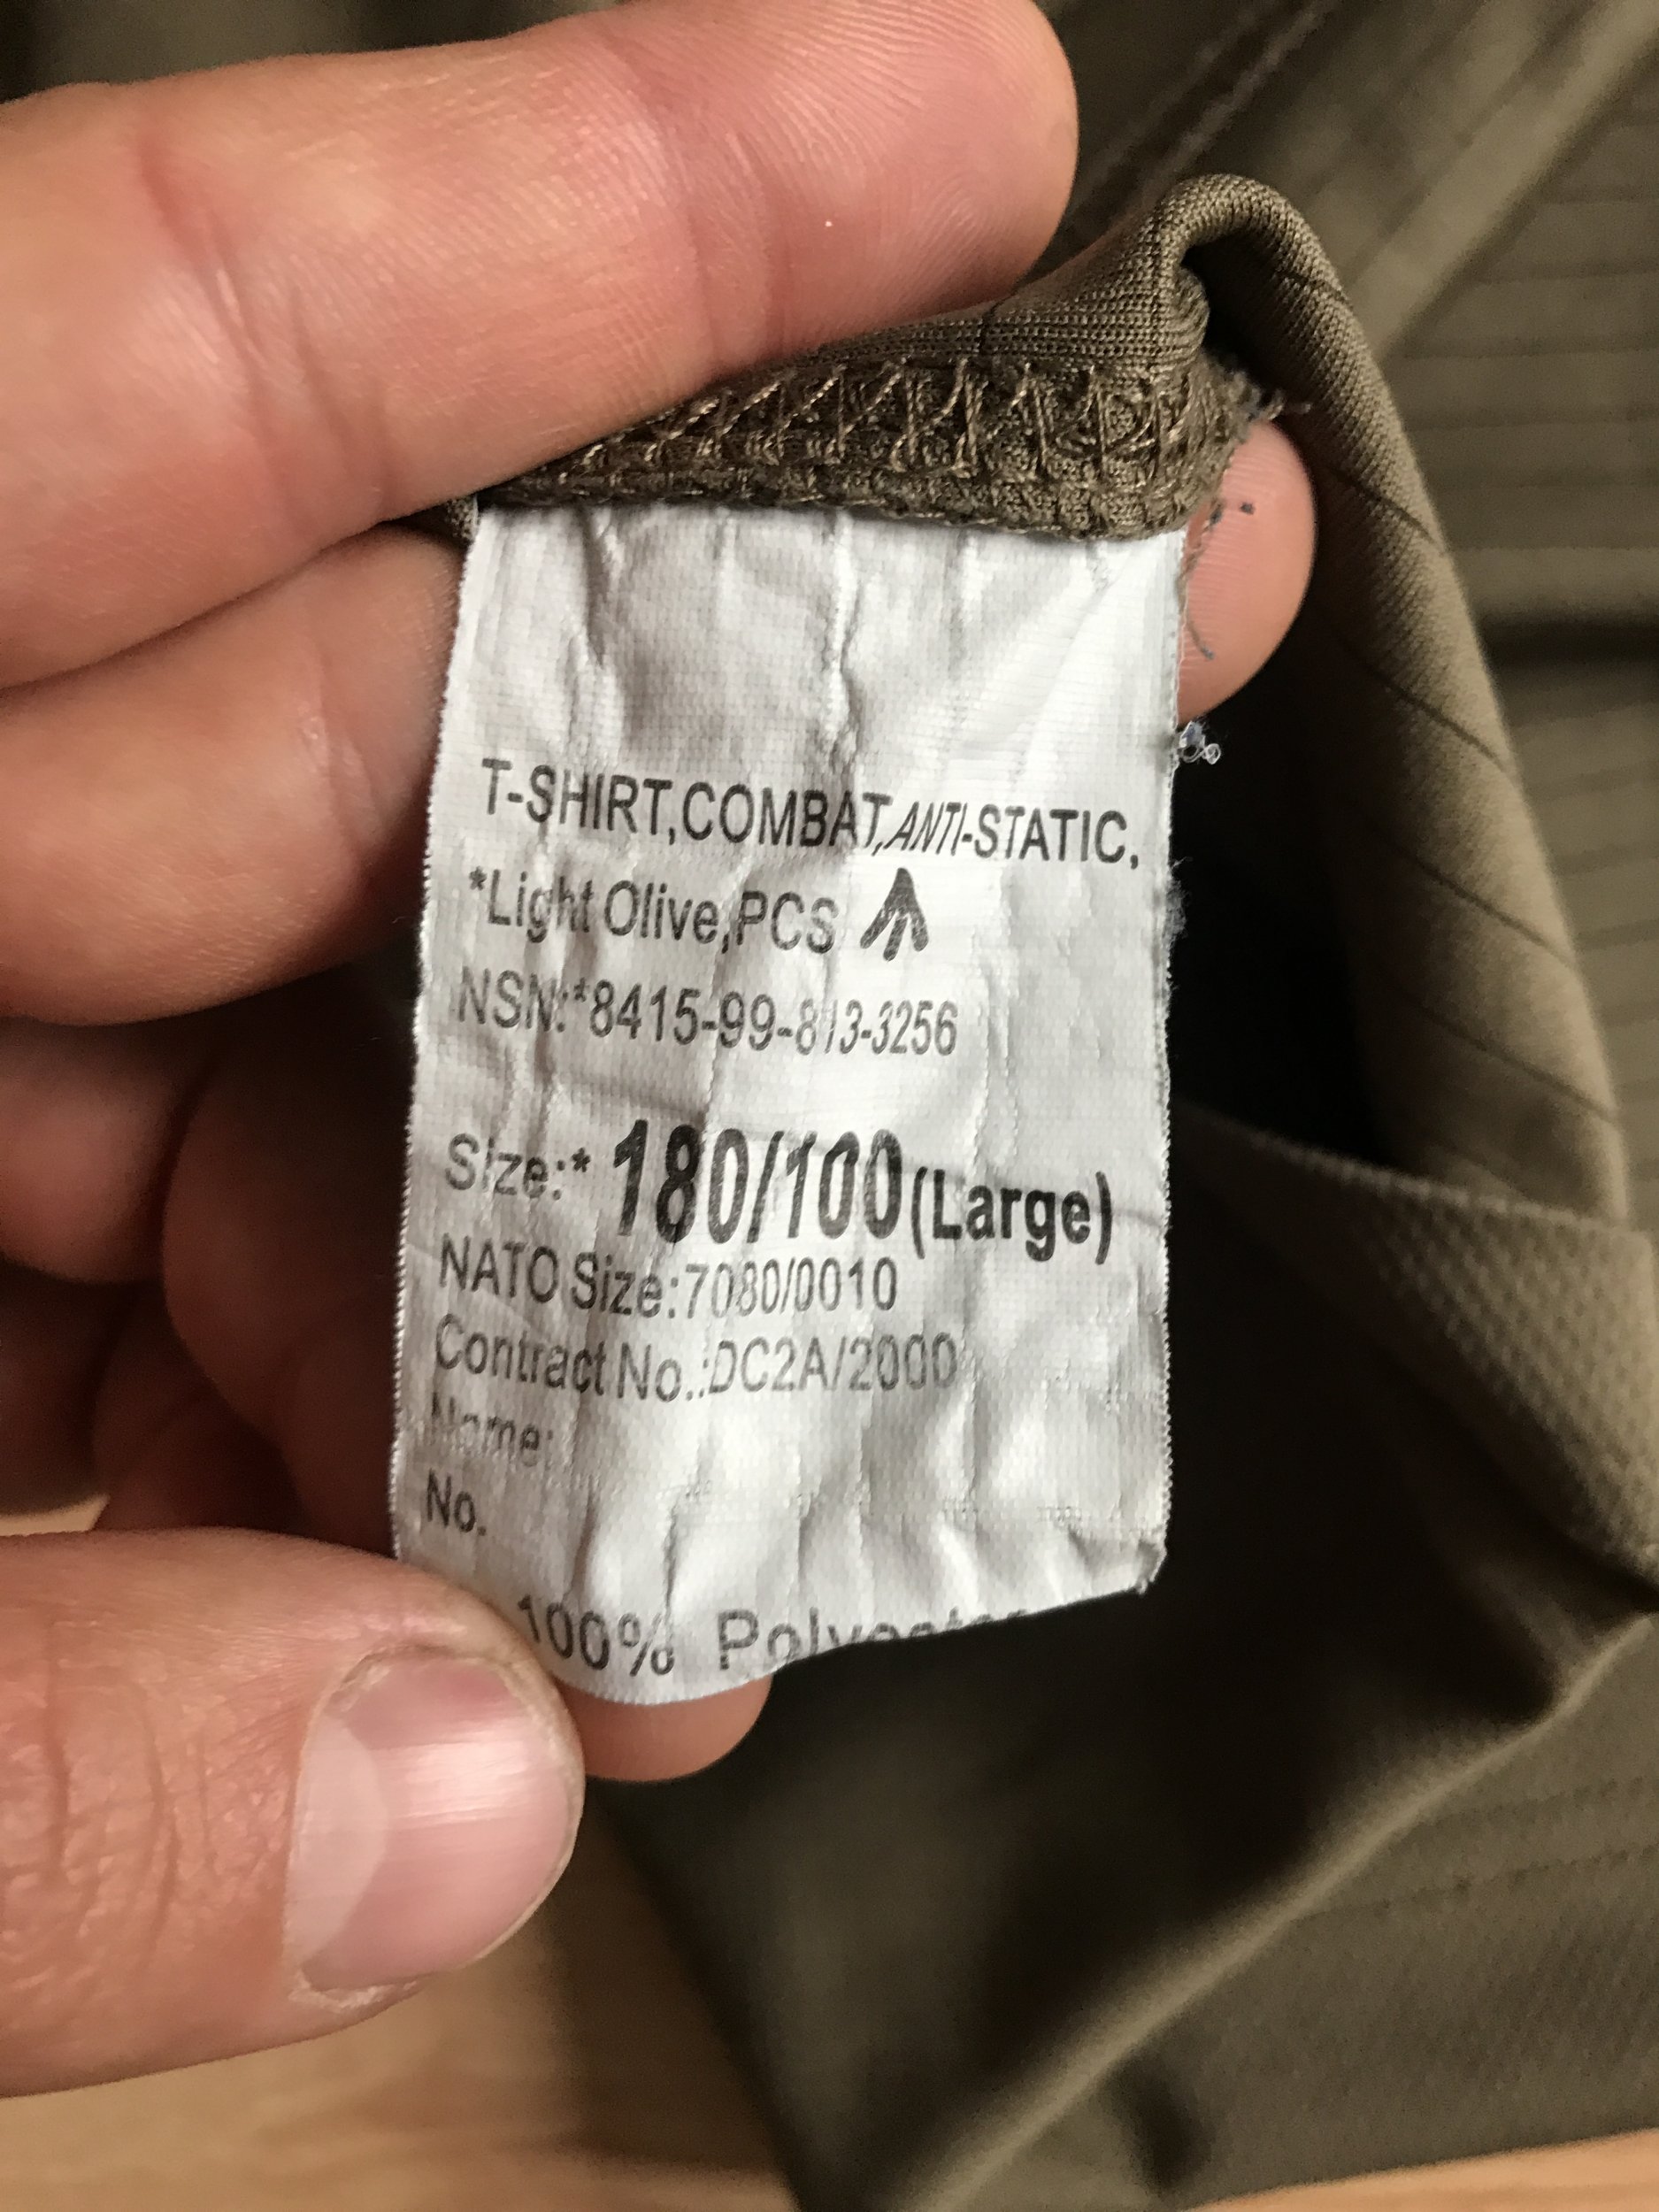 T-SHIRT,COMBAT,ANTI-STATIC,
*Light Olive,PCS
NSN:*8415-99-813-3256
Size:* 180/100(Large)
NATO Size:7080/0010
Contract No.:DC2A/2000
Name:
No.
100% Polyester